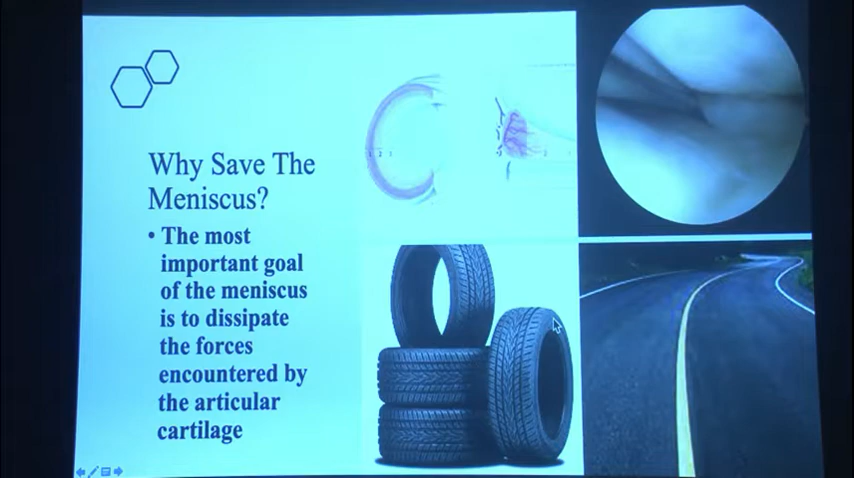 Why Save The
Meniscus?
• The most
important goal
of the meniscus
is to dissipate
the forces
encountered by
the articular
cartilage